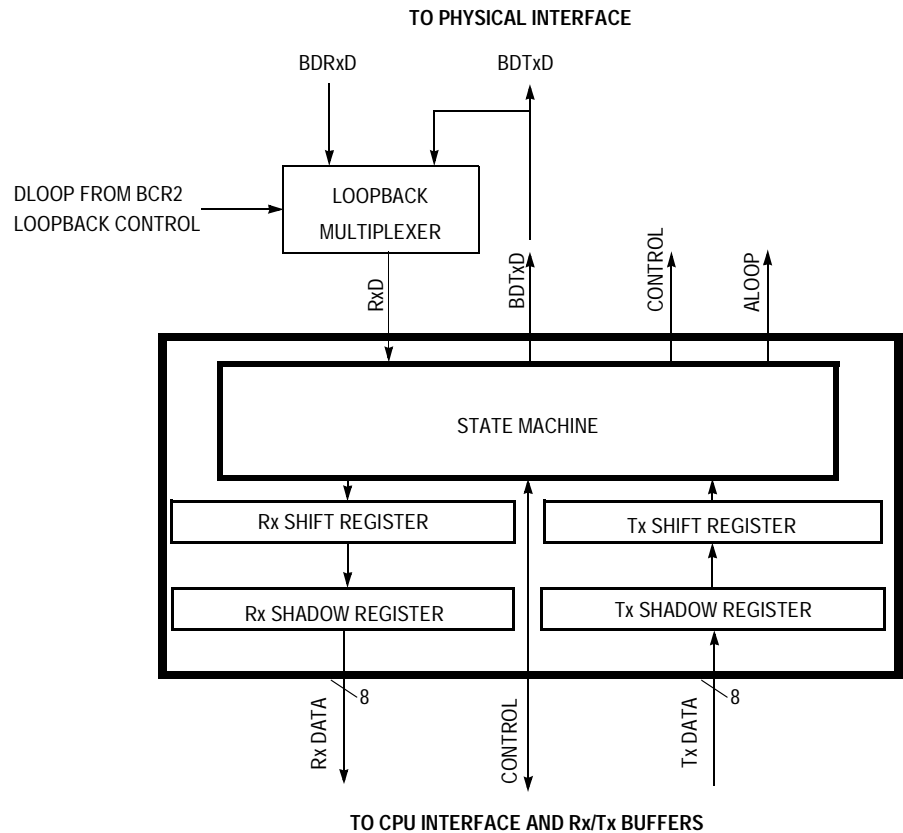 TO PHYSICAL INTERFACE
BDRxD
BDTxD
DLOOP FROM BCR2
LOOPBACK CONTROL
LOOPBACK
MULTIPLEXER
RxD
BDTxD
CONTROL
ALOOP
STATE MACHINE
Rx SHIFT REGISTER
Tx SHIFT REGISTER
Rx SHADOW REGISTER
Tx SHADOW REGISTER
8
8
Rx DATA
CONTROL
Tx DATA
TO CPU INTERFACE AND Rx/Tx BUFFERS